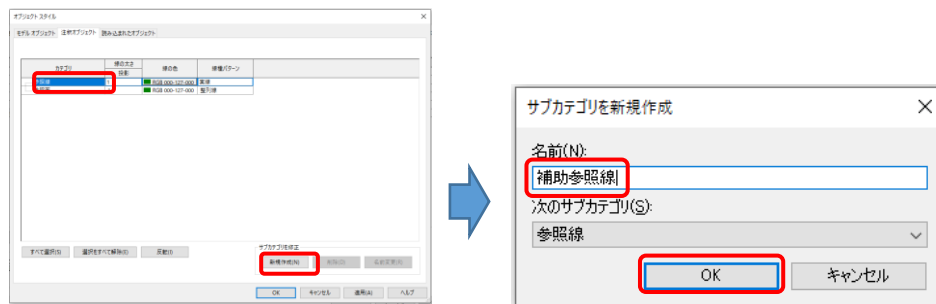 オブジェクト スタイル
モデル オブジェクト 注釈オブジェクト 読み込まれたオブジェクト
カテゴリ 線の太さ 線の色 線種パターン
投影
参照線 1 RGB 000-127-000 実線
RGB 000-127-000 整列線
すべて選択(S) 選択をすべて解除(E) 反転(I)
サブカテゴリを修正
新規作成(N) 削除(D) 名前変更(R)
OK キャンセル 適用(A) ヘルプ
サブカテゴリを新規作成
名前(N):
補助参照線
次のサブカテゴリ(S):
参照線
OK キャンセル